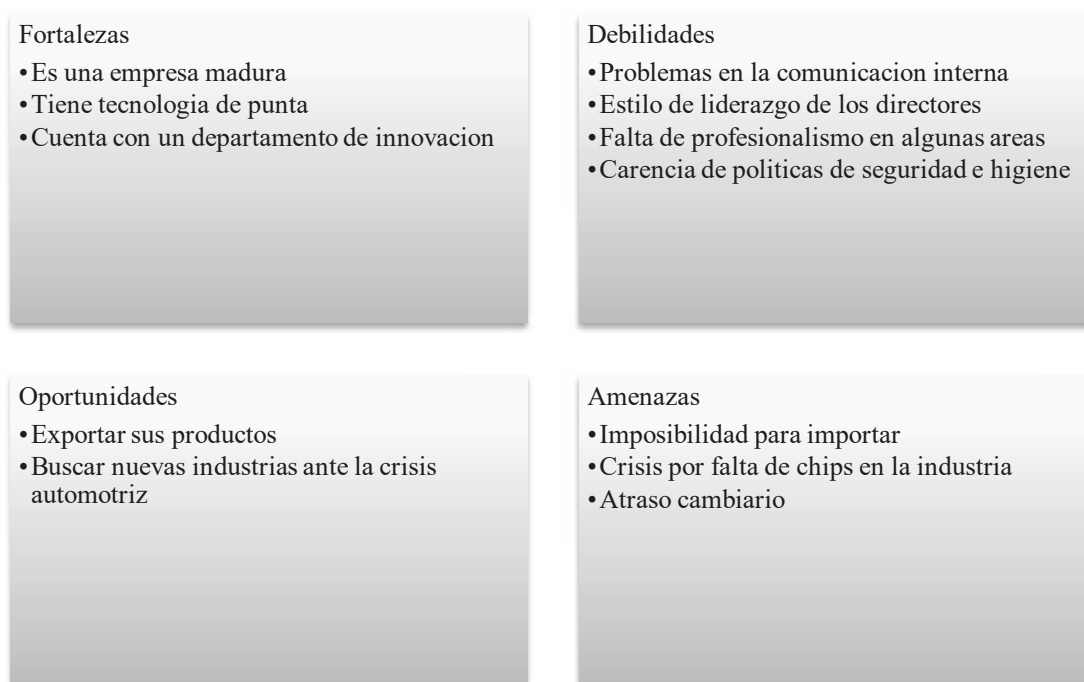 Fortalezas
•Es una empresa madura
•Tiene tecnologia de punta
•Cuenta con un departamento de innovacion
Debilidades
•Problemas en la comunicacion interna
•Estilo de liderazgo de los directores
•Falta de profesionalismo en algunas areas
•Carencia de politicas de seguridad e higiene
Oportunidades
•Exportar sus productos
•Buscar nuevas industrias ante la crisis
automotriz
Amenazas
•Imposibilidad para importar
•Crisis por falta de chips en la industria
•Atraso cambiario